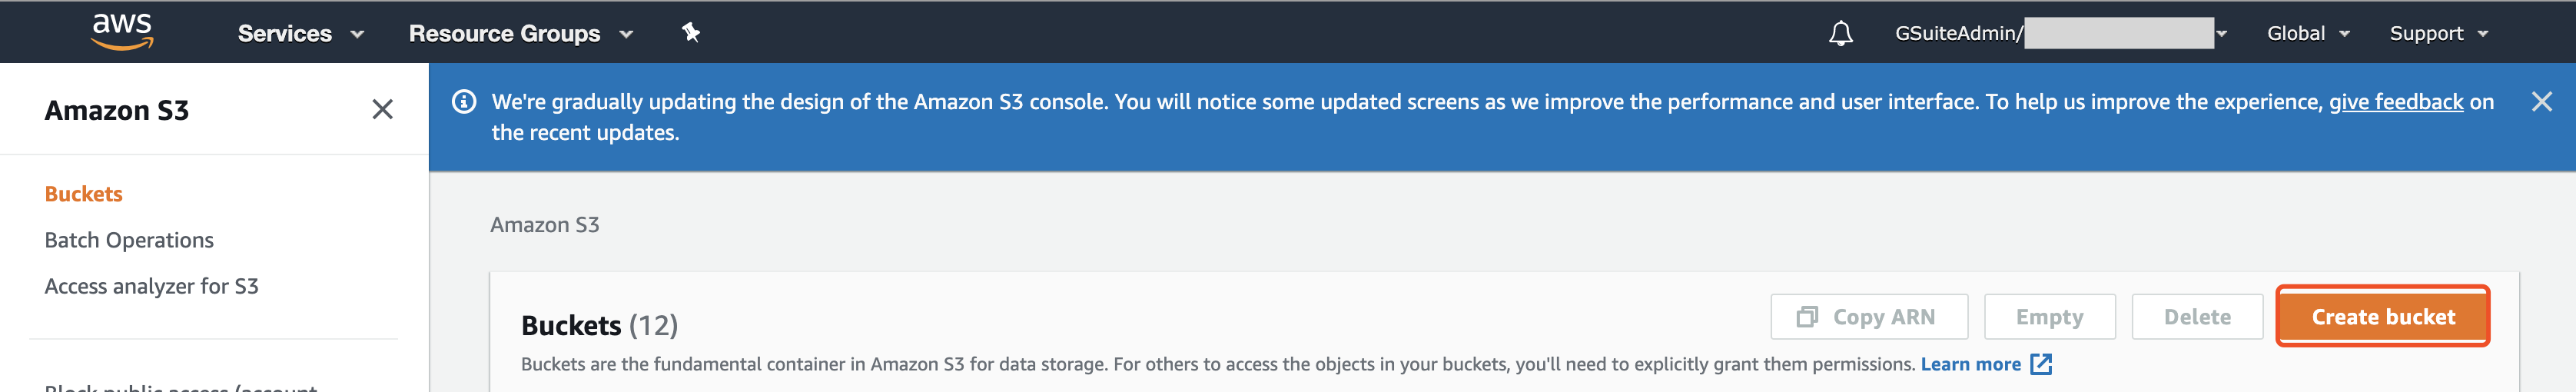 aws
Services
Resource Groups
GSuiteAdmin/
Global
Support
Amazon S3
Buckets
Batch Operations
Access analyzer for S3
Block public access (account
We're gradually updating the design of the Amazon S3 console. You will notice some updated screens as we improve the performance and user interface. To help us improve the experience, give feedback on
the recent updates.
Amazon S3
Buckets (12)
Copy ARN
Empty
Delete
Create bucket
Buckets are the fundamental container in Amazon S3 for data storage. For others to access the objects in your buckets, you'll need to explicitly grant them permissions. Learn more